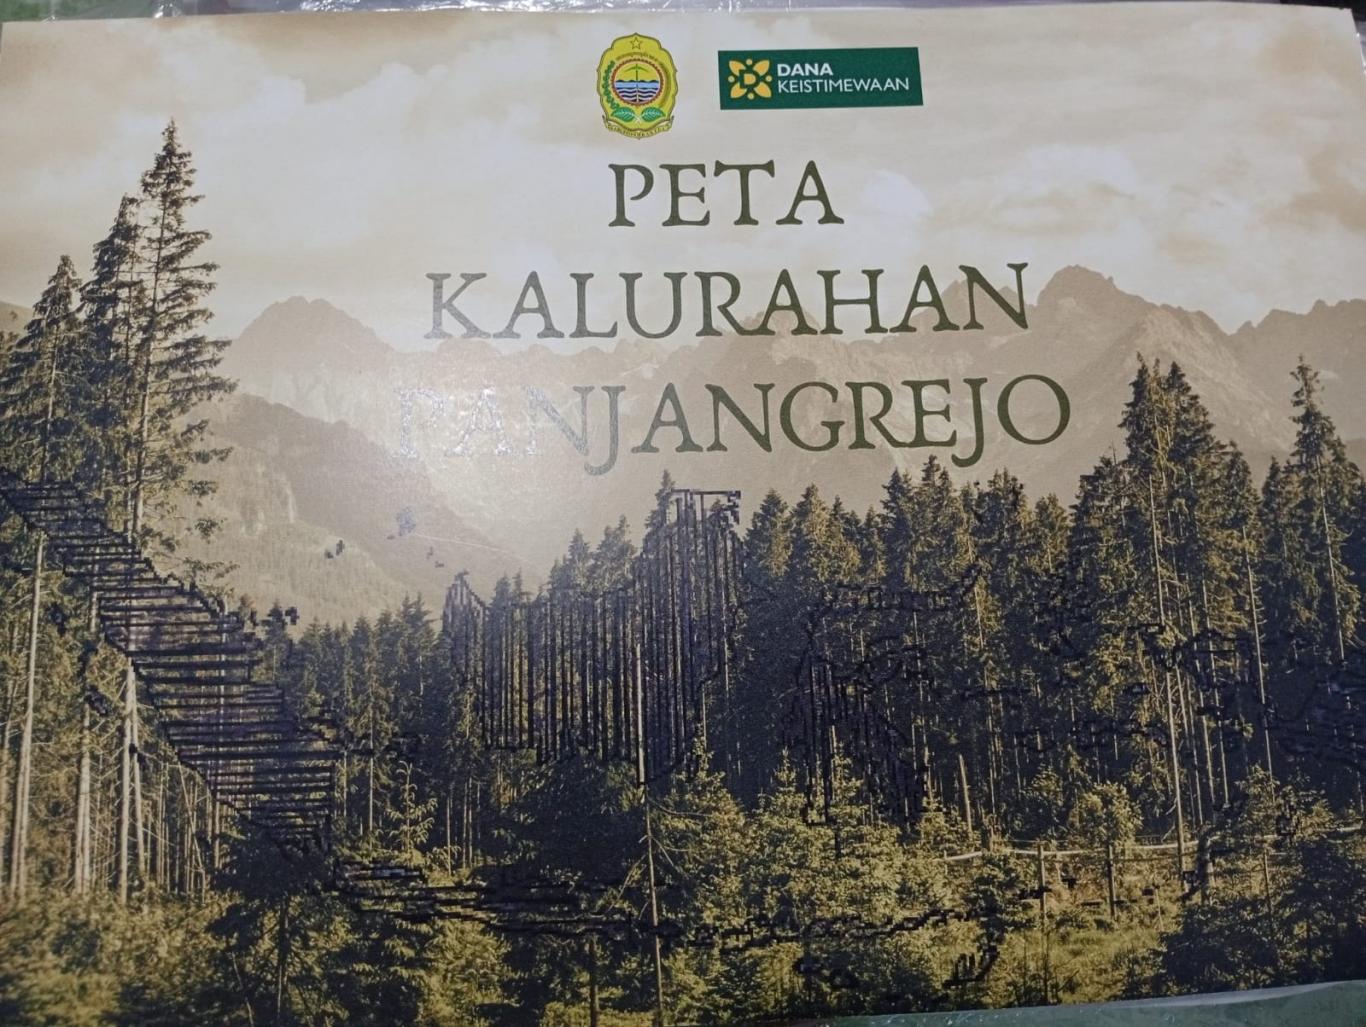 DANA
KEISTIMEWAAN
PETA
KALURAHAN
PANJANGREJO